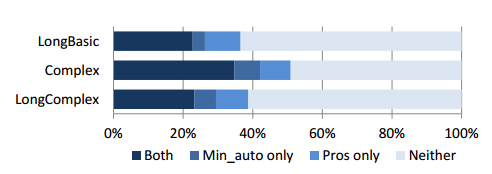 LongBasic
Complex
LongComplex
0% 20% 40% 60% 80% 100%
Both Min_auto only Pros only Neither